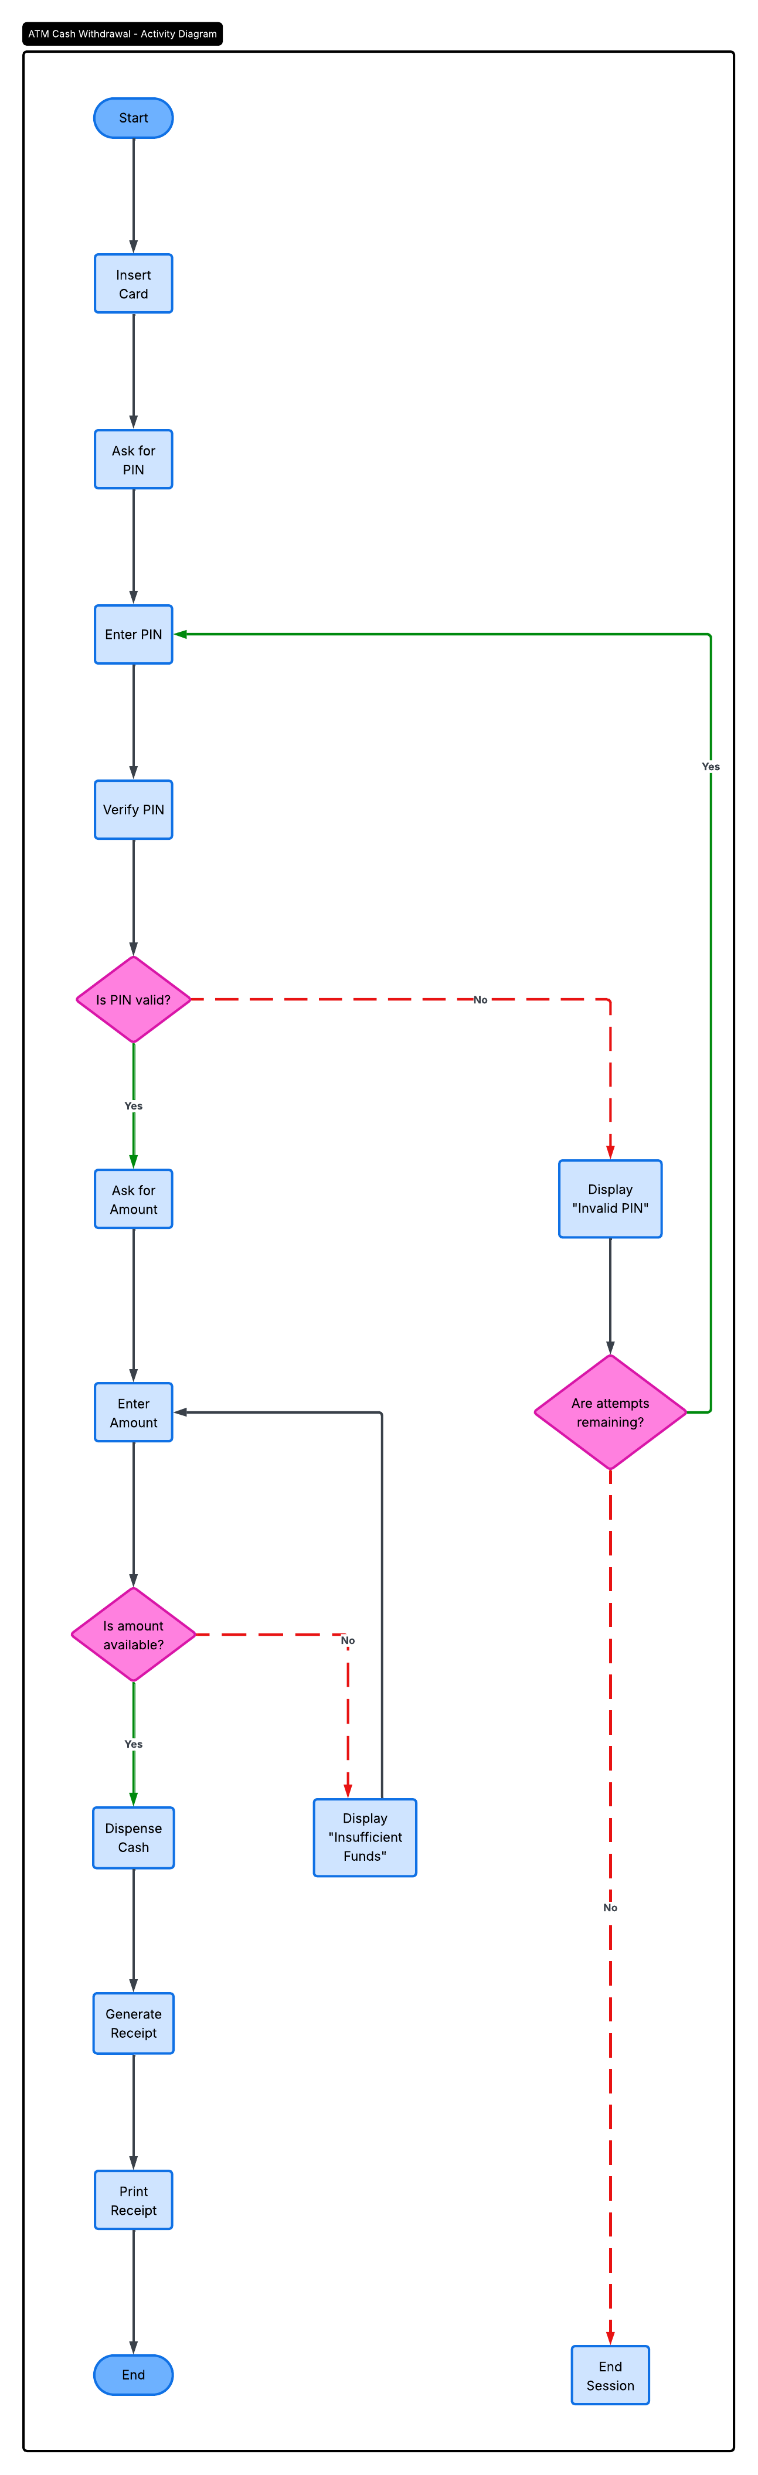 ATM Cash Withdrawal - Activity Diagram
Start
Insert
Card
Ask for
PIN
Enter PIN
Yes
Verify PIN
Is PIN valid?
No
Yes
Ask for
Amount
Display
"Invalid PIN"
Enter
Amount
Are attempts
remaining?
Is amount
available?
No
Yes
Dispense
Cash
Display
"Insufficient
Funds"
No
Generate
Receipt
Print
Receipt
End
End
Session